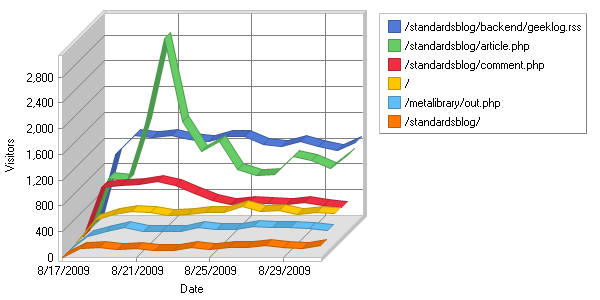 /standardsblog/backend/geeklog.rss
/standardsblog/article.php
/standardsblog/comment.php
/
/metalibrary/out.php
/standardsblog/
Visitors
2,800
2,400
2,000
1,600
1,200
800
400
0
8/17/2009 8/21/2009 8/25/2009 8/29/2009
Date